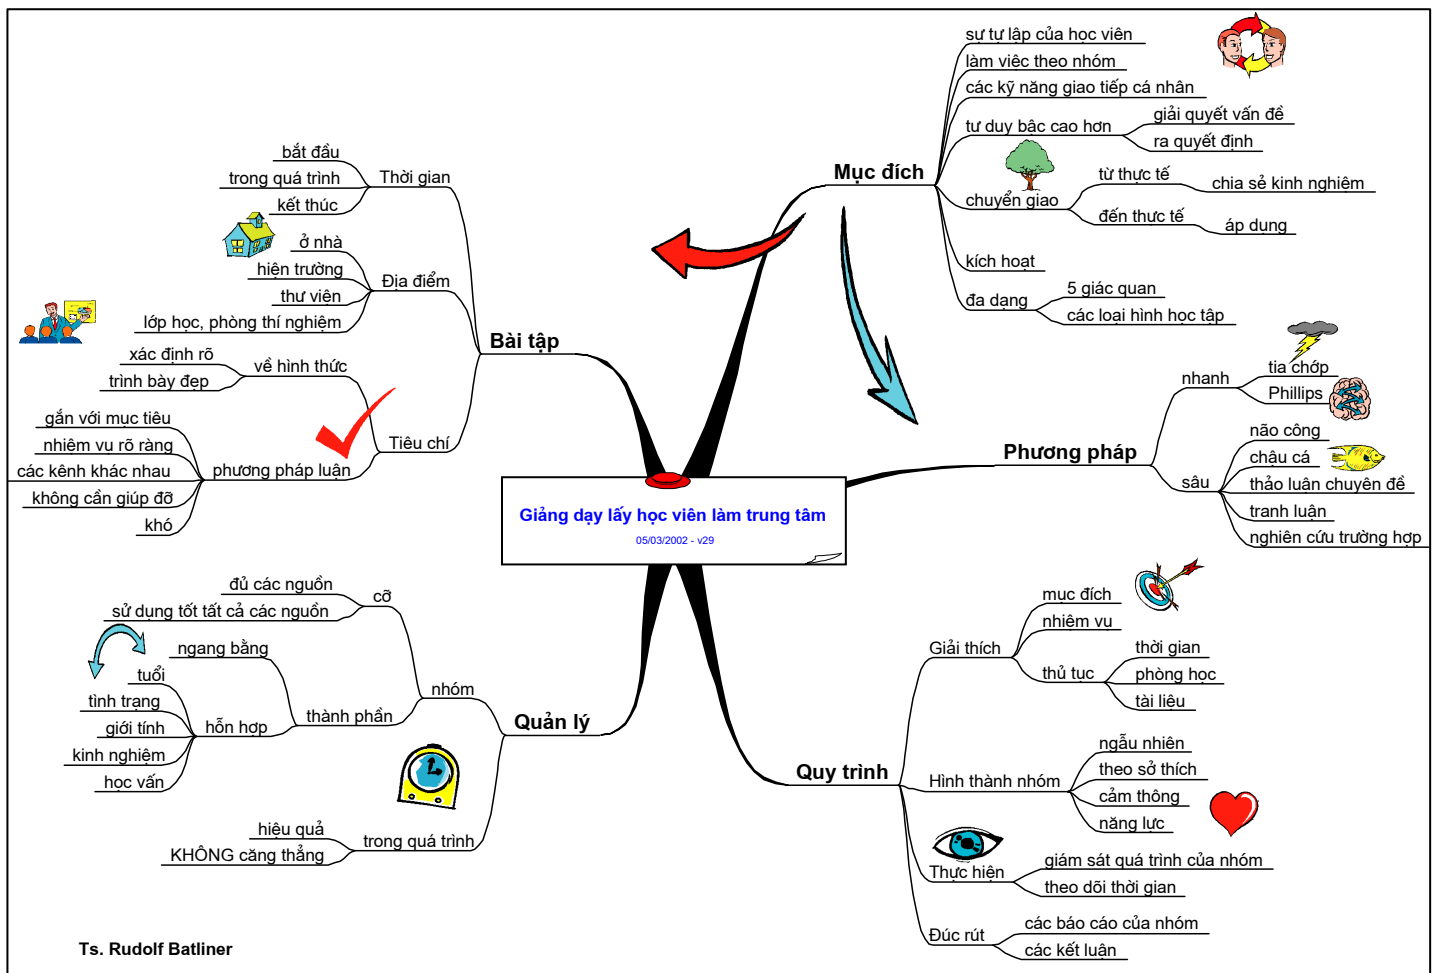 Giảng dạy lấy học viên làm trung tâm
05/03/2002 - v29
Mục đích
sự tự lập của học viên
làm việc theo nhóm
các kỹ năng giao tiếp cá nhân
tư duy bậc cao hơn
giải quyết vấn đề
ra quyết định
chuyển giao
từ thực tế
chia sẻ kinh nghiệm
đến thực tế
áp dụng
kích hoạt
đa dạng
5 giác quan
các loại hình học tập
Phương pháp
nhanh
tia chớp
Phillips
sâu
não công
chậu cá
thảo luận chuyên đề
tranh luận
nghiên cứu trường hợp
Quy trình
Giải thích
mục đích
nhiệm vụ
thủ tục
thời gian
phòng học
tài liệu
Hình thành nhóm
ngẫu nhiên
theo sở thích
cảm thông
năng lực
Thực hiện
giám sát quá trình của nhóm
theo dõi thời gian
Đúc rút
các báo cáo của nhóm
các kết luận
Bài tập
Thời gian
bắt đầu
trong quá trình
kết thúc
Địa điểm
ở nhà
hiện trường
thư viện
lớp học, phòng thí nghiệm
Tiêu chí
về hình thức
xác định rõ
trình bày đẹp
phương pháp luận
gắn với mục tiêu
nhiệm vụ rõ ràng
các kênh khác nhau
không cần giúp đỡ
khó
Quản lý
nhóm
cỡ
đủ các nguồn
sử dụng tốt tất cả các nguồn
thành phần
ngang bằng
hỗn hợp
tuổi
tình trạng
giới tính
kinh nghiệm
học vấn
trong quá trình
hiệu quả
KHÔNG căng thẳng
Ts. Rudolf Batliner